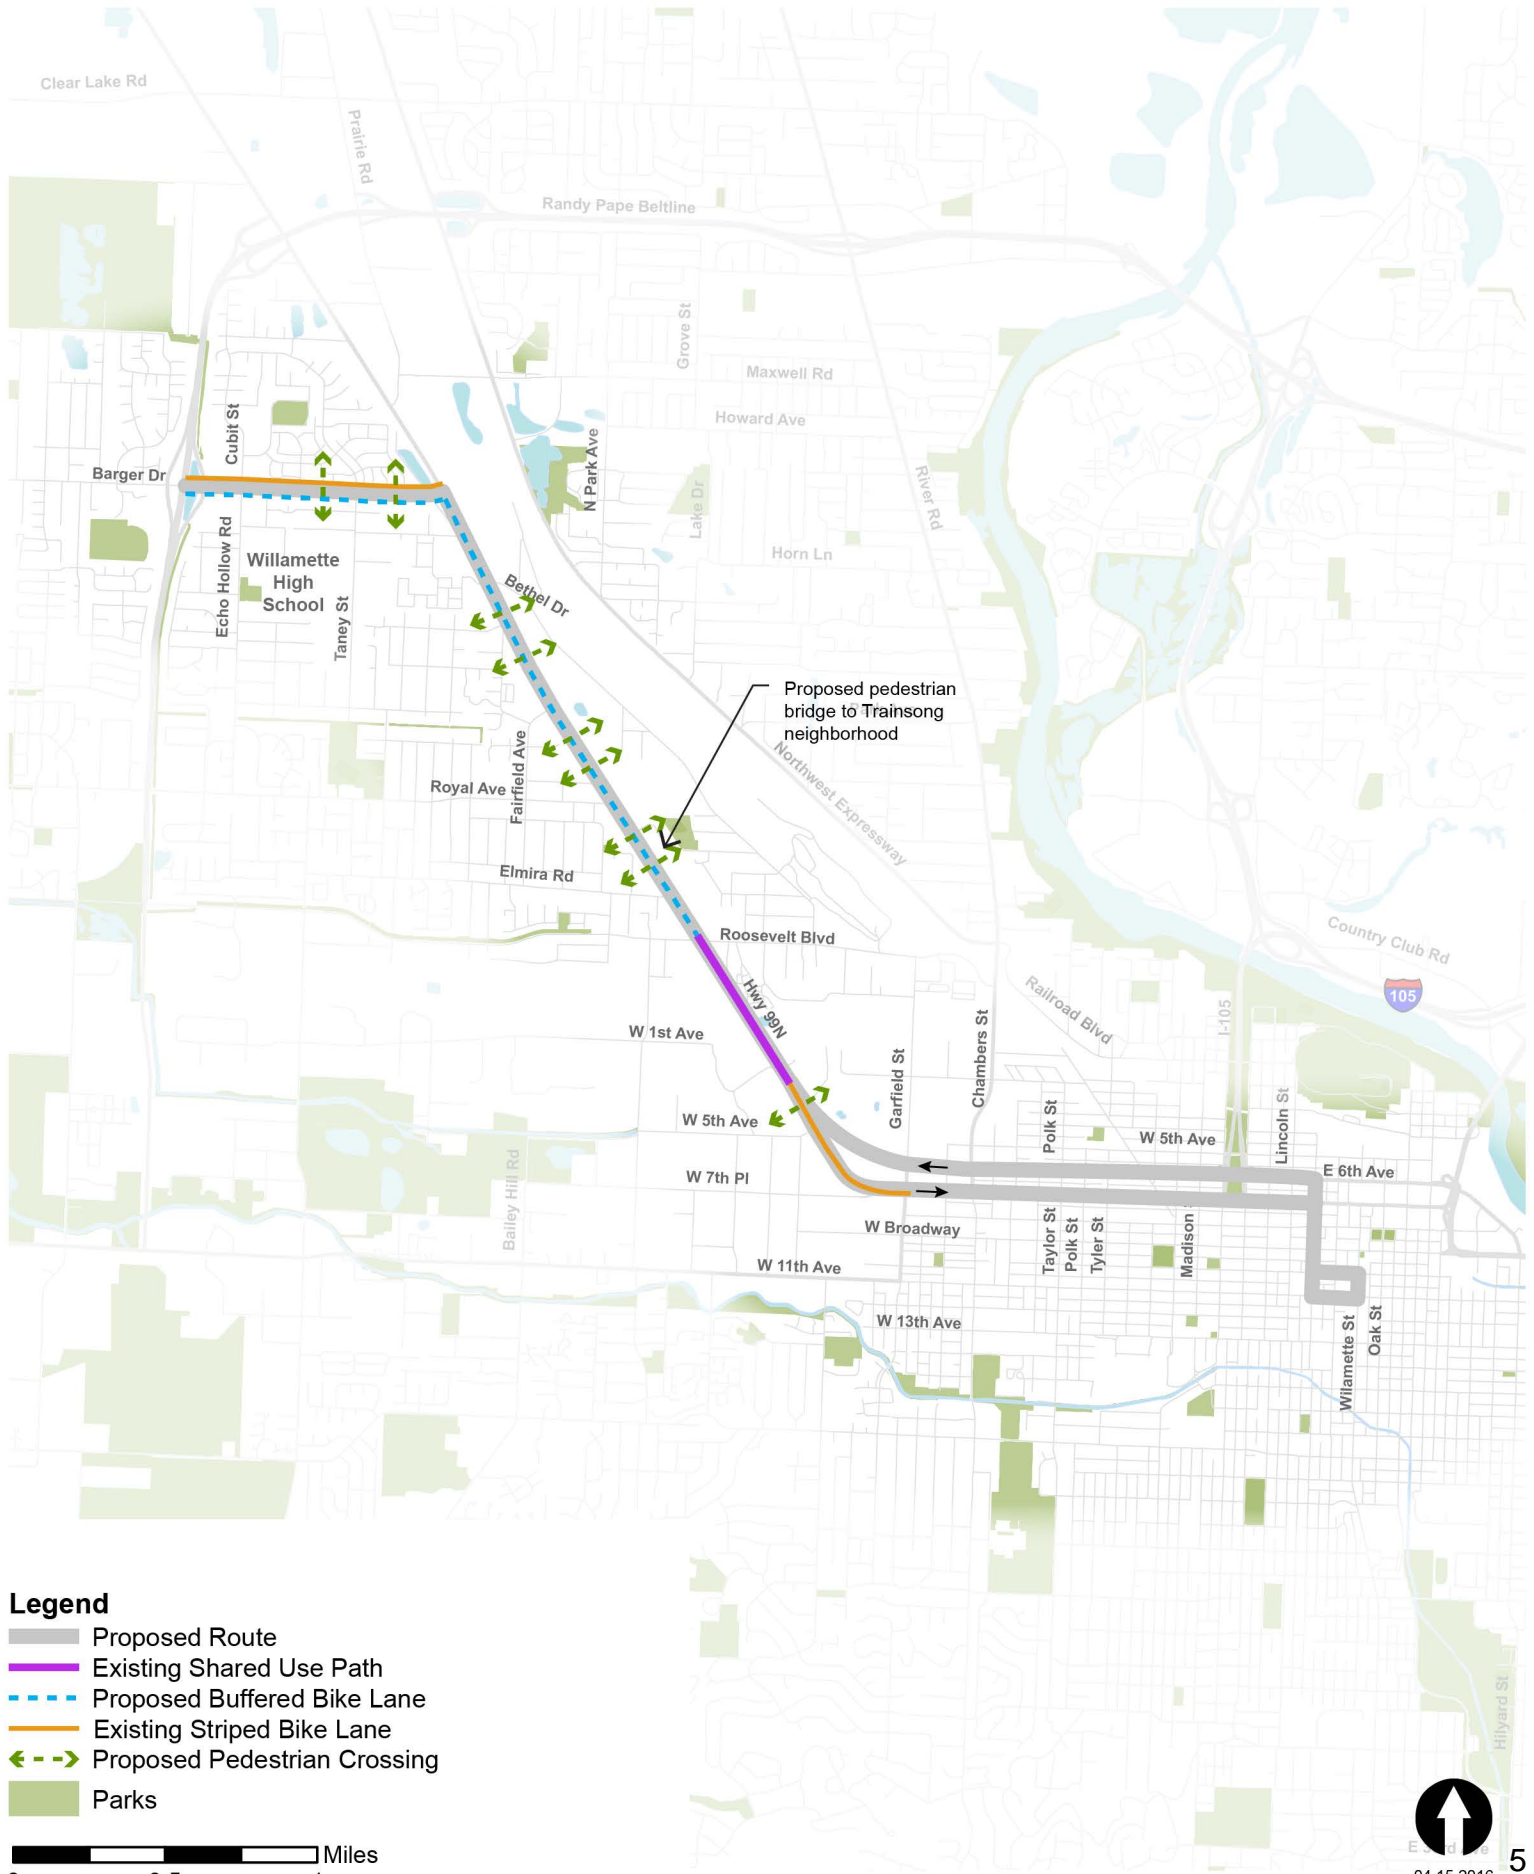 Clear Lake Rd
Prairie Rd
Randy Pape Beltline
Grove St
Maxwell Rd
Howard Ave
Cubit St
N Park Ave
Barger Dr
River Rd
Lake Dr
Horn Ln
Echo Hollow Rd
Willamette
High
School
Taney St
Bethel Dr
Proposed pedestrian
bridge to Trainsong
neighborhood
Northwest Expressway
Fairfield Ave
Royal Ave
Elmira Rd
Roosevelt Blvd
Country Club Rd
105
Hwy 99N
Railroad Blvd
I-105
W 1st Ave
Chambers St
Garfield St
Lincoln St
Polk St
W 5th Ave
W 5th Ave
E 6th Ave
W 7th Pl
Bailey Hill Rd
W Broadway
Taylor St
Polk St
Tyler St
Madison
W 11th Ave
W 13th Ave
Wilamette St
Oak St
Legend
Proposed Route
Existing Shared Use Path
Proposed Buffered Bike Lane
Existing Striped Bike Lane
Proposed Pedestrian Crossing
Parks
Hilyard St
Miles
5